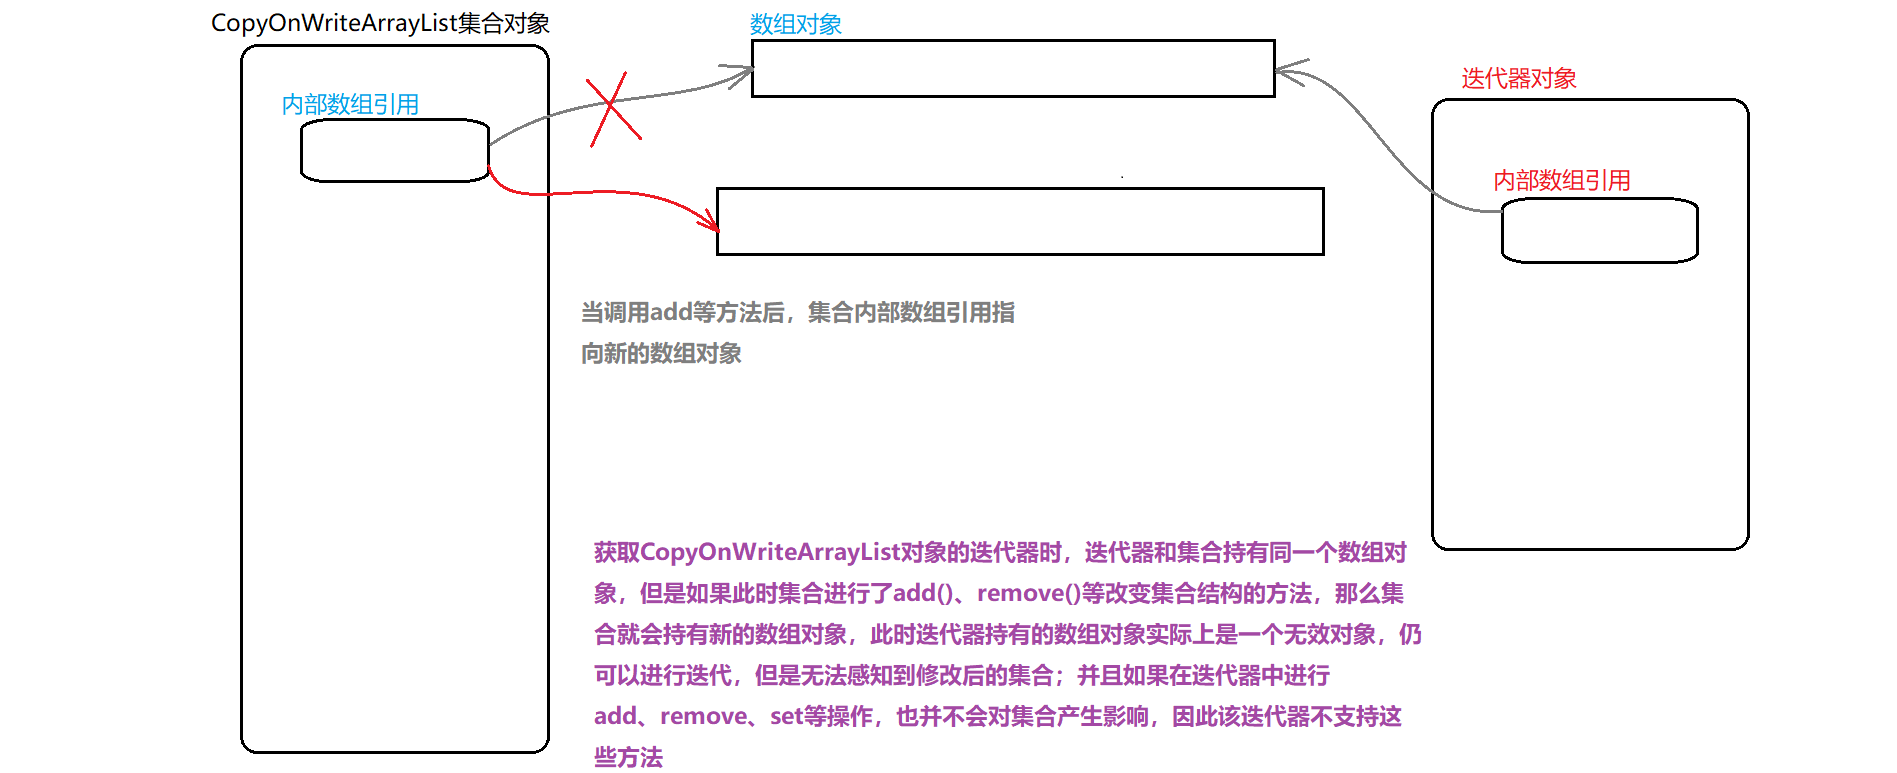 CopyOnWriteArrayList集合对象
数组对象
迭代器对象
内部数组引用
内部数组引用
当调用add等方法后，集合内部数组引用指
向新的数组对象
获取CopyOnWriteArrayList对象的迭代器时，迭代器和集合持有同一个数组对
象，但是如果此时集合进行了add()、remove()等改变集合结构的方法，那么集
合就会持有新的数组对象，此时迭代器持有的数组对象实际上是一个无效对象，仍
可以进行迭代，但是无法感知到修改后的集合；并且如果在迭代器中进行
add、remove、set等操作，也并不会对集合产生影响，因此该迭代器不支持这
些方法